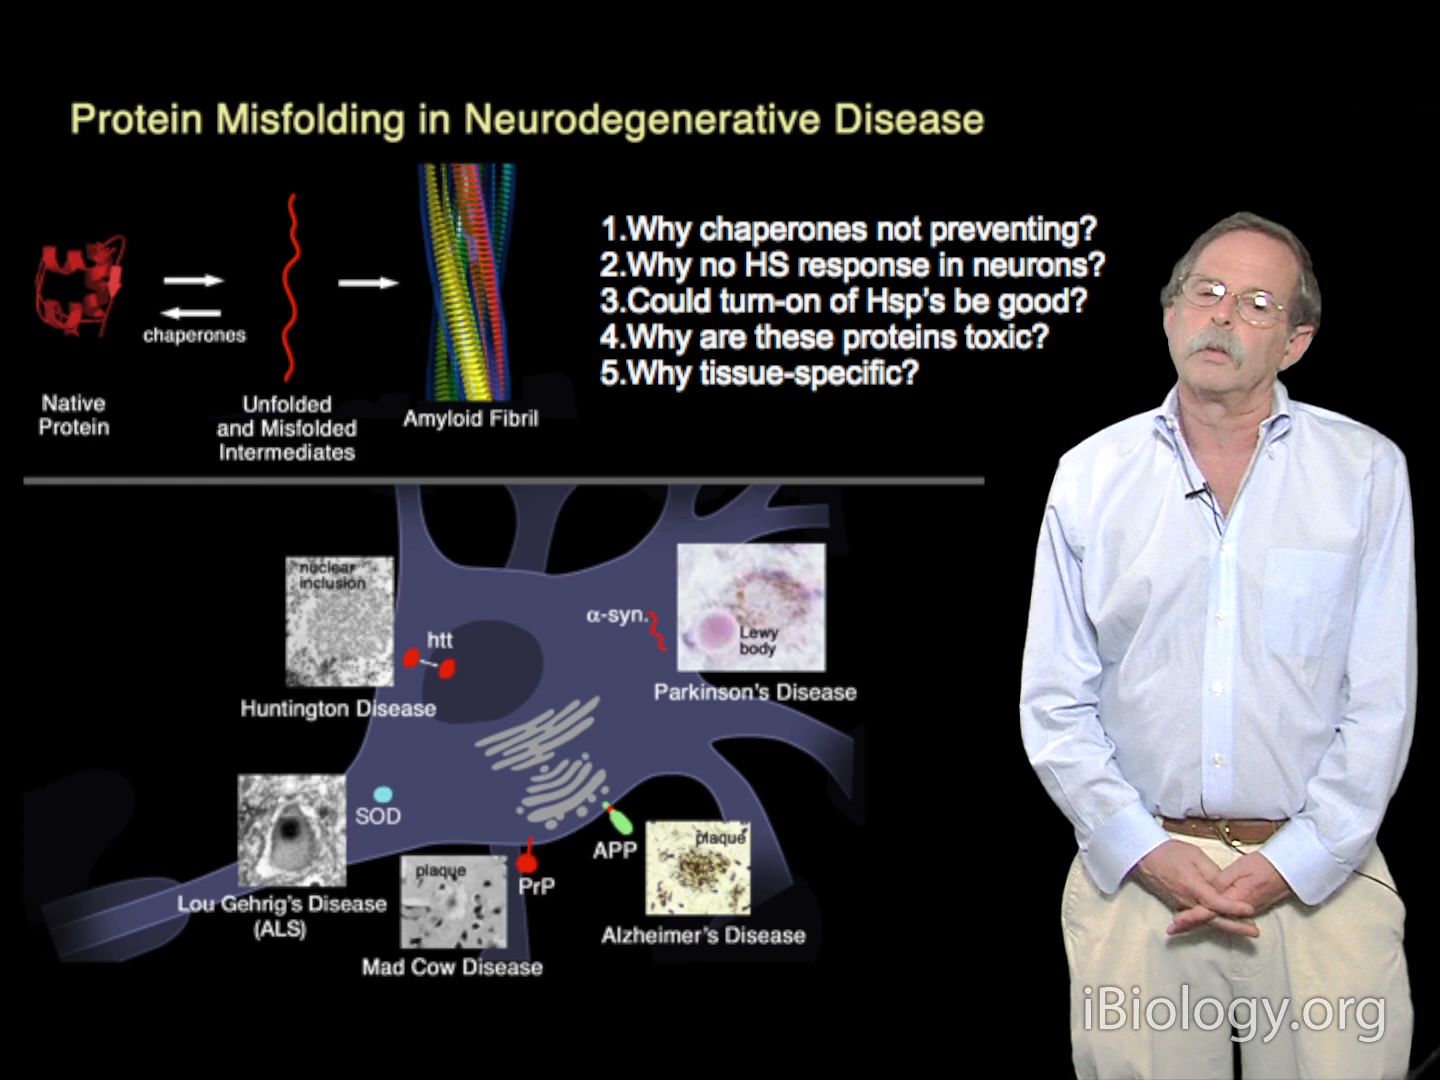 Protein Misfolding in Neurodegenerative Disease
1.Why chaperones not preventing?
2.Why no HS response in neurons?
3.Could turn-on of Hsp's be good?
4.Why are these proteins toxic?
5.Why tissue-specific?
chaperones
Native
Protein
Unfolded
and Misfolded
Intermediates
Amyloid Fibril
nuclear
inclusion
htt
Huntington Disease
α-syn.
Lewy
body
Parkinson's Disease
SOD
Lou Gehrig's Disease
(ALS)
plaque
PrP
Mad Cow Disease
APP
plaque
Alzheimer's Disease
iBiology.org